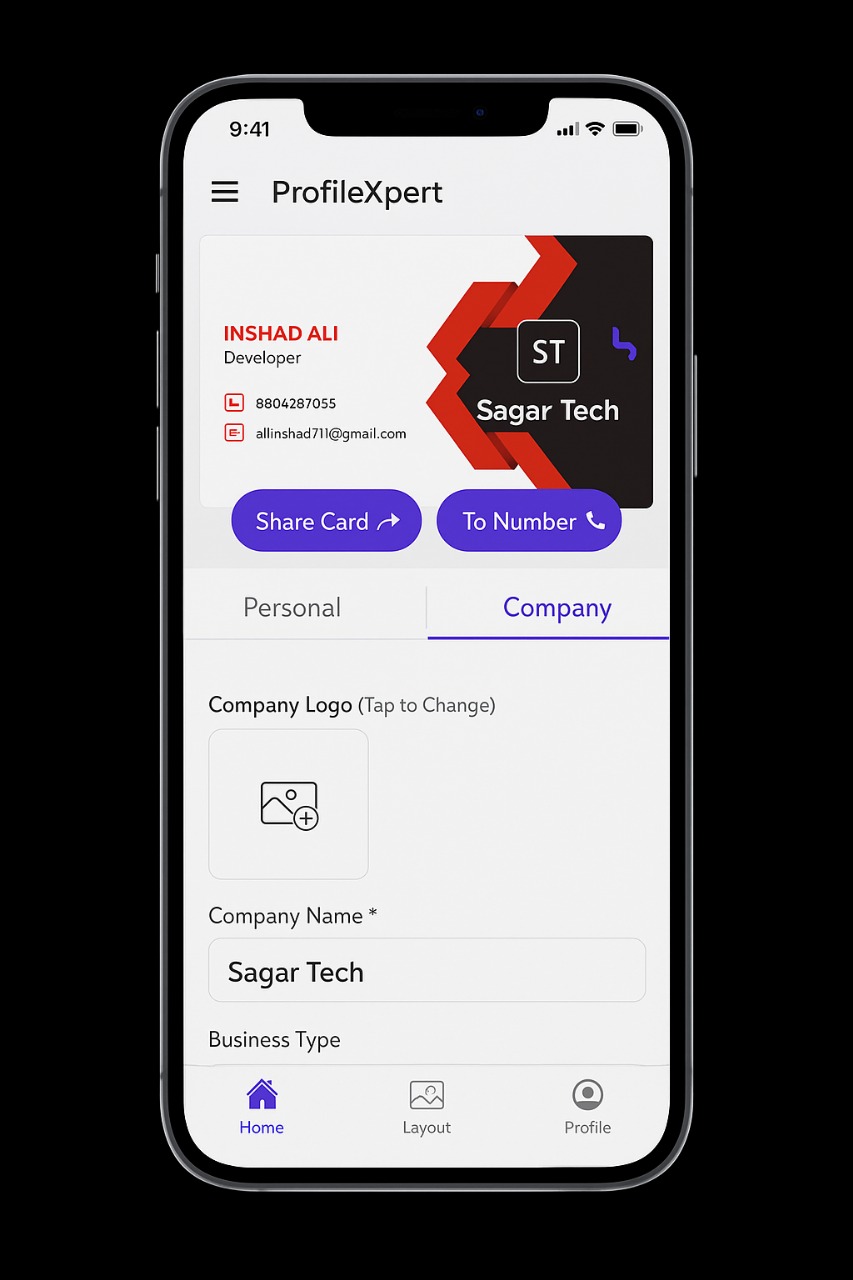 9:41
ProfileXpert
INSHAD ALI
Developer
8804287055
allinshad711@gmail.com
ST
Sagar Tech
Share Card
To Number
Personal
Company
Company Logo (Tap to Change)
Company Name *
Sagar Tech
Business Type
Home
Layout
Profile